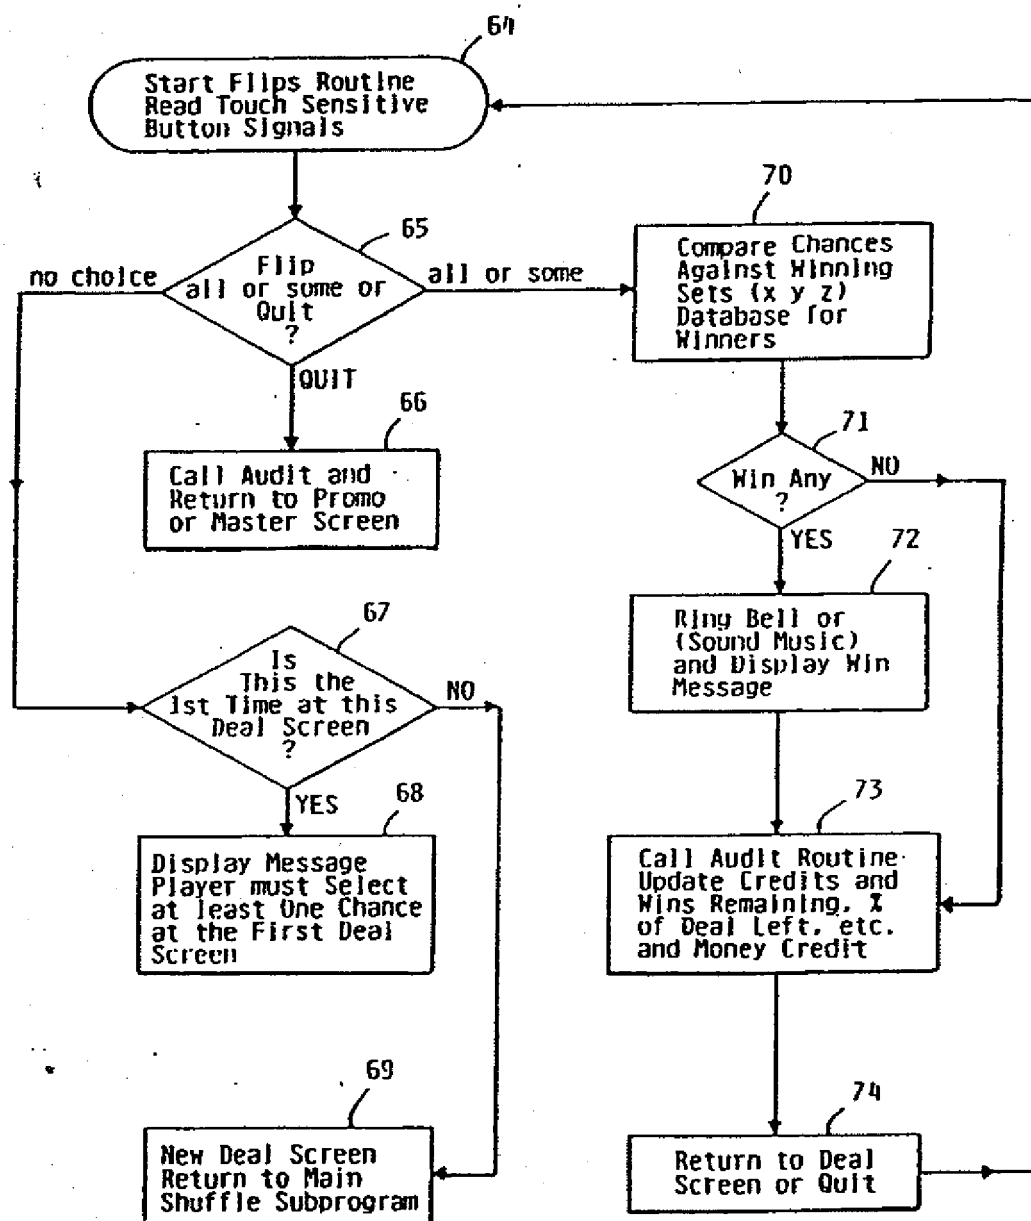 64
Start Flips Routine
Read Touch Sensitive
Button Signals
65
Flip
all or some or
Quit
?
no choice
all or some
QUIT
66
Call Audit and
Return to Promo
or Master Screen
67
Is
This the
1st Time at this
Deal Screen
?
NO
YES
68
Display Message
Player must Select
at least One Chance
at the First Deal
Screen
69
New Deal Screen
Return to Main
Shuffle Subprogram
70
Compare Chances
Against Winning
Sets (x y z)
Database for
Winners
71
Win Any
?
NO
YES
72
Ring Bell or
(Sound Music)
and Display Win
Message
73
Call Audit Routine
Update Credits and
Wins Remaining, %
of Deal Left, etc.
and Money Credit
74
Return to Deal
Screen or Quit